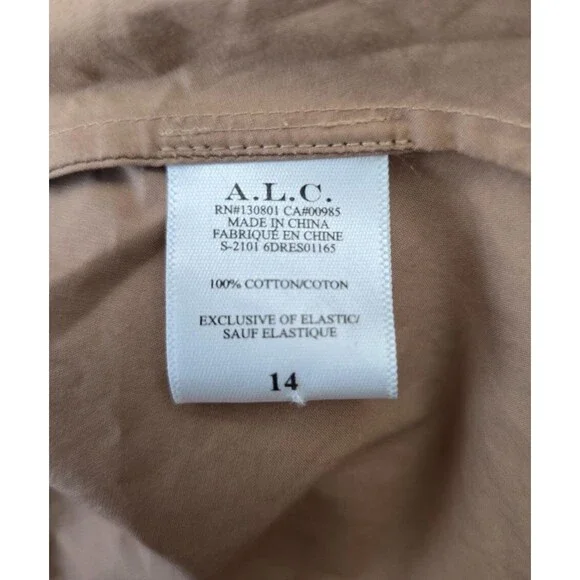 A.L.C.
RN#130801 CA#00985
MADE IN CHINA
FABRIQUÉ EN CHINE
S-2101 6DRES01165
100% COTTON/COTON
EXCLUSIVE OF ELASTIC/
SAUF ELASTIQUE
14